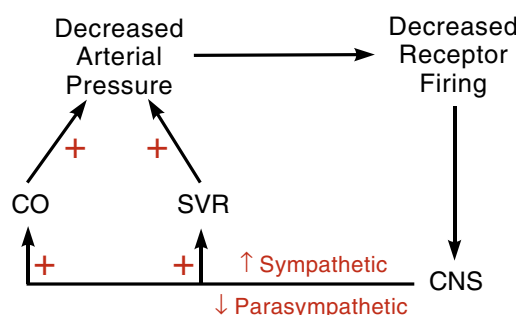 Decreased
Arterial
Pressure
Decreased
Receptor
Firing
+
+
CO
SVR
+
+
↑ Sympathetic
CNS
↓ Parasympathetic